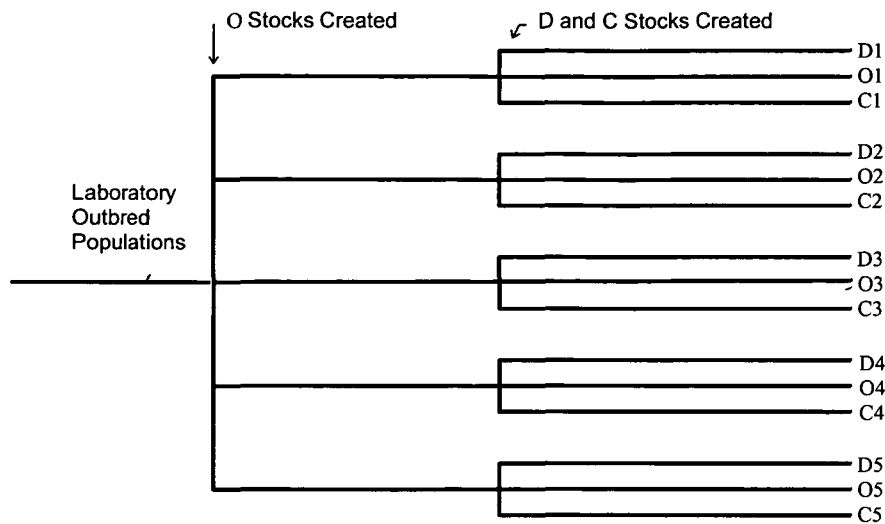 O Stocks Created
D and C Stocks Created
D1
O1
C1
D2
O2
C2
Laboratory
Outbred
Populations
D3
O3
C3
D4
O4
C4
D5
O5
C5